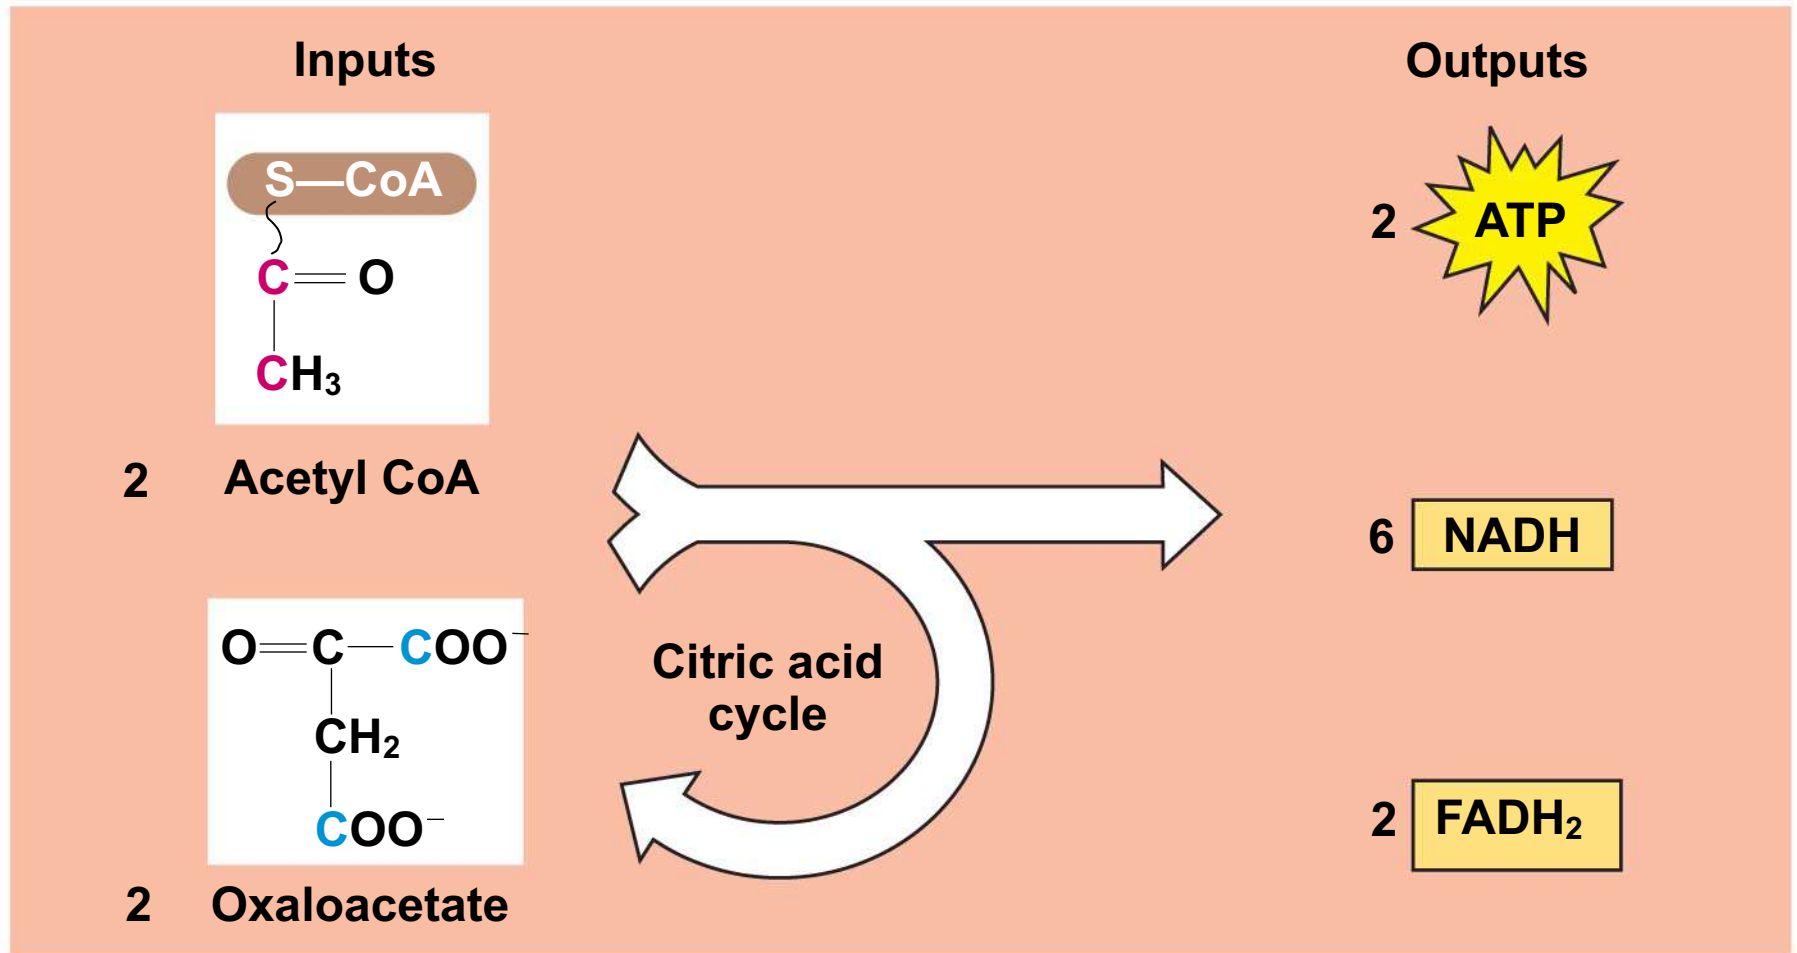 Inputs
S—CoA
C=O
CH₃
2 Acetyl CoA
O=C—COO⁻
CH₂
COO⁻
2 Oxaloacetate
Citric acid
cycle
Outputs
2 ATP
6 NADH
2 FADH₂